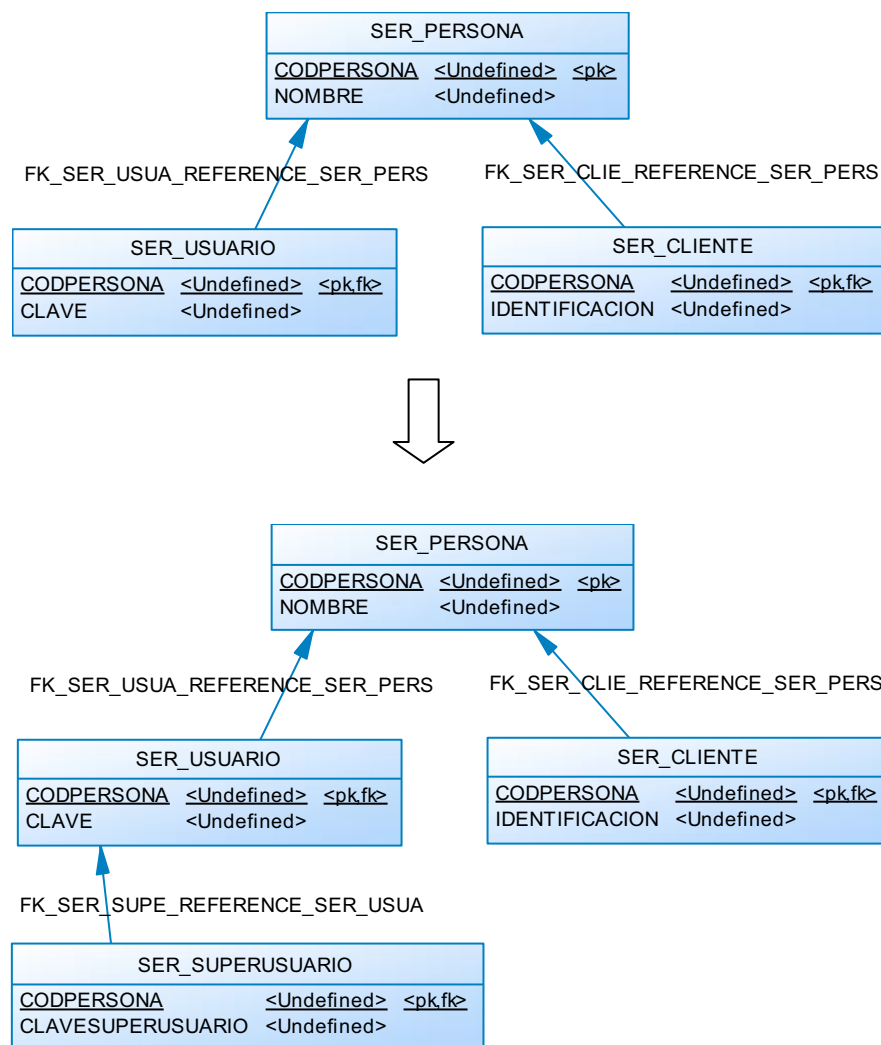 SER_PERSONA
CODPERSONA <Undefined> <pk>
NOMBRE <Undefined>
FK_SER_USUA_REFERENCE_SER_PERS
FK_SER_CLIE_REFERENCE_SER_PERS
SER_USUARIO
CODPERSONA <Undefined> <pk,fk>
CLAVE <Undefined>
SER_CLIENTE
CODPERSONA <Undefined> <pk,fk>
IDENTIFICACION <Undefined>
SER_PERSONA
CODPERSONA <Undefined> <pk>
NOMBRE <Undefined>
FK_SER_USUA_REFERENCE_SER_PERS
FK_SER_CLIE_REFERENCE_SER_PERS
SER_USUARIO
CODPERSONA <Undefined> <pk,fk>
CLAVE <Undefined>
SER_CLIENTE
CODPERSONA <Undefined> <pk,fk>
IDENTIFICACION <Undefined>
FK_SER_SUPE_REFERENCE_SER_USUA
SER_SUPERUSUARIO
CODPERSONA <Undefined> <pk,fk>
CLAVESUPERUSUARIO <Undefined>